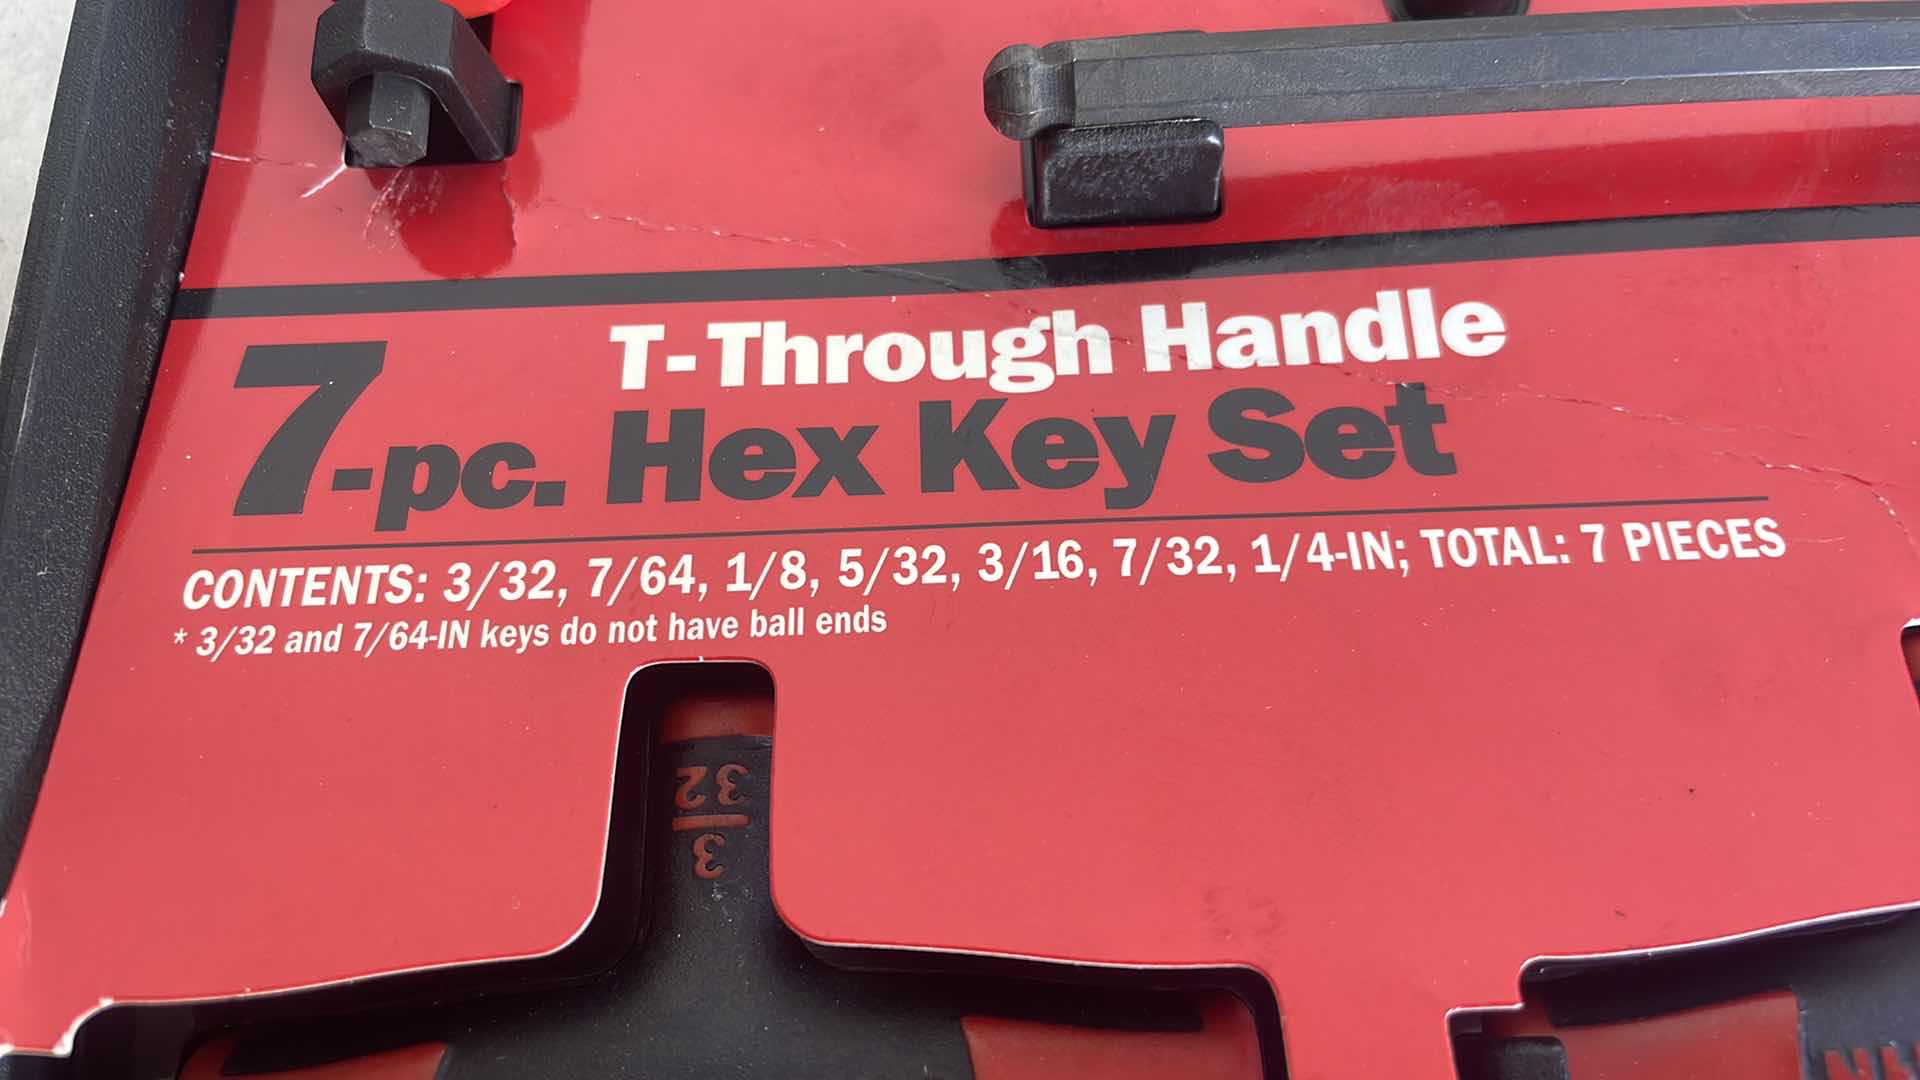 T-Through Handle
7-pc. Hex Key Set
CONTENTS: 3/32, 7/64, 1/8, 5/32, 3/16, 7/32, 1/4-IN; TOTAL: 7 PIECES
* 3/32 and 7/64-IN keys do not have ball ends
3/32